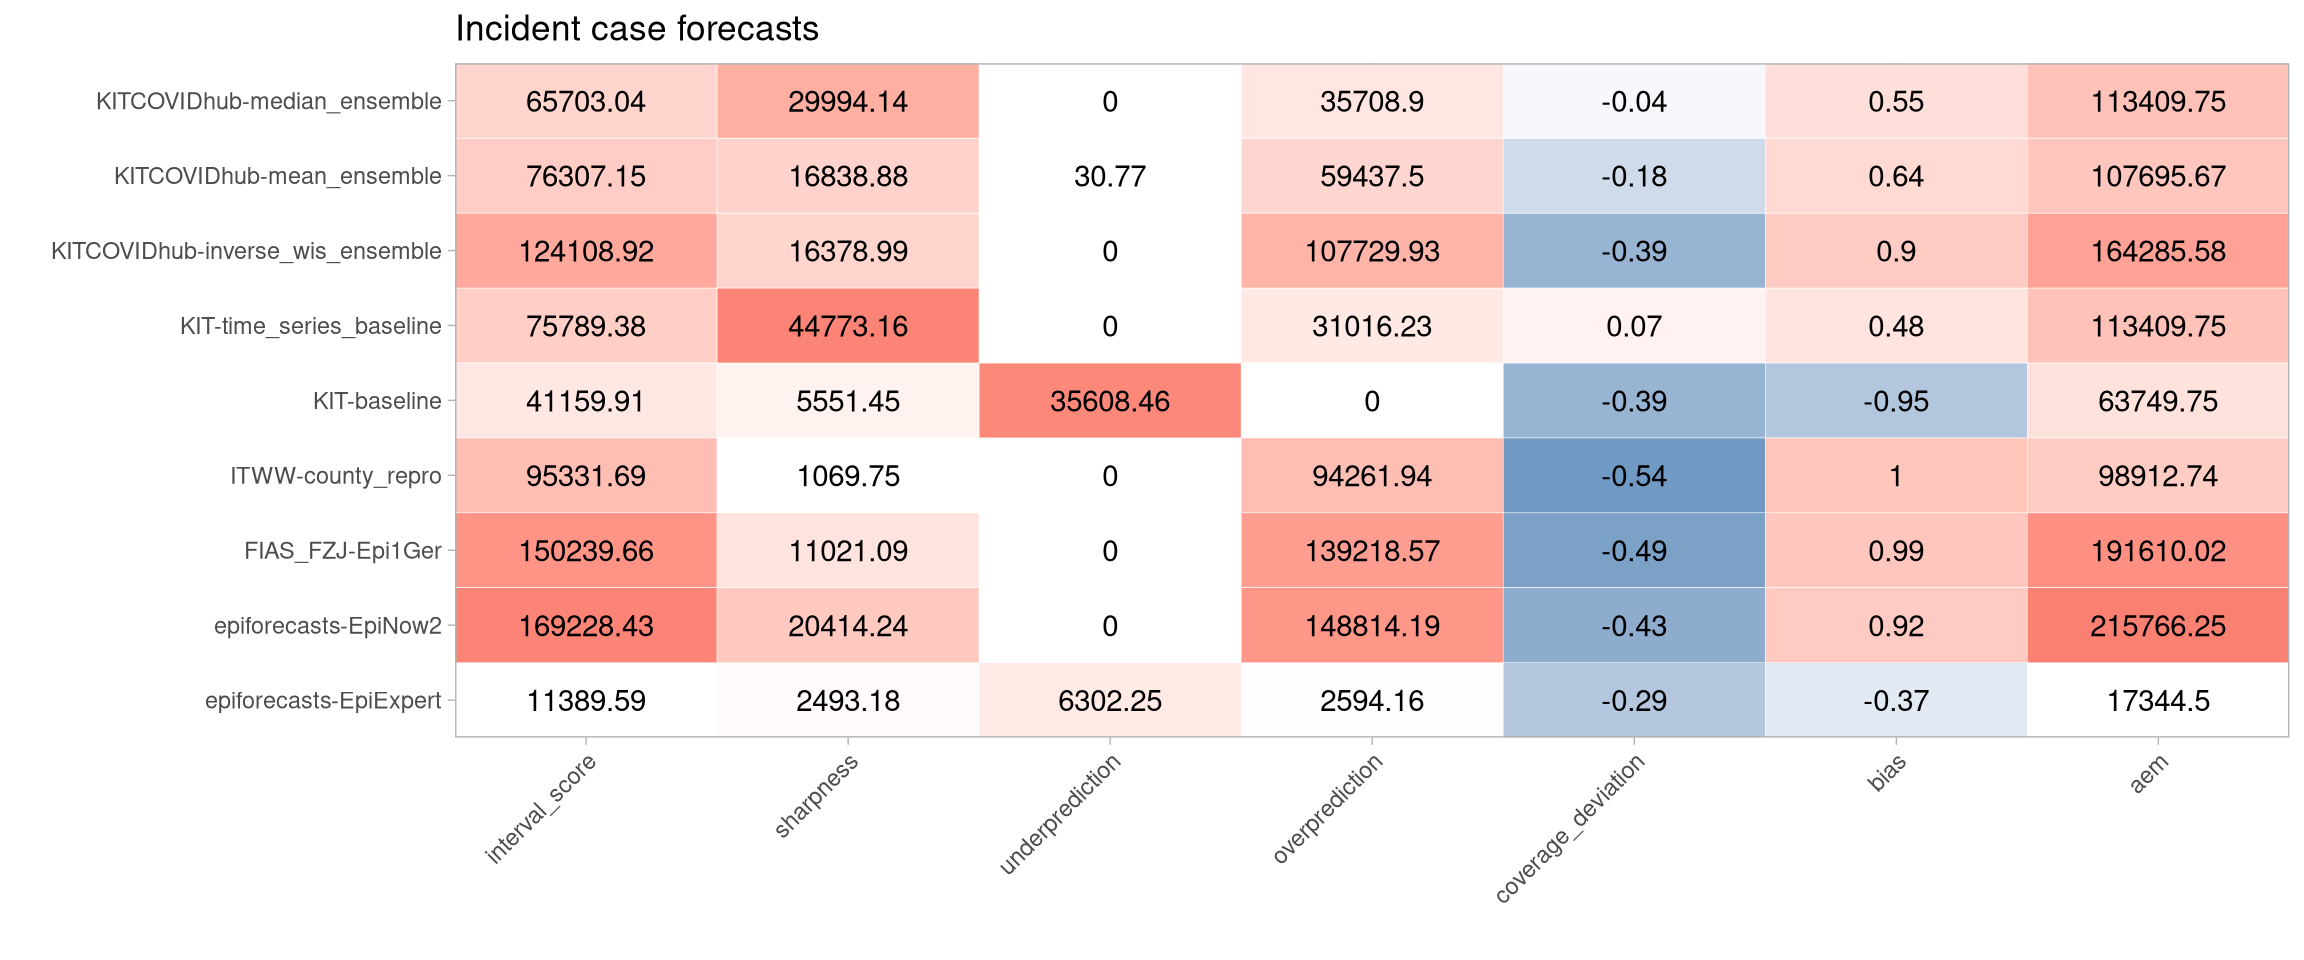 Incident case forecasts
KITCOVIDhub-median_ensemble 65703.04 29994.14 0 35708.9 -0.04 0.55 113409.75
KITCOVIDhub-mean_ensemble 76307.15 16838.88 30.77 59437.5 -0.18 0.64 107695.67
KITCOVIDhub-inverse_wis_ensemble 124108.92 16378.99 0 107729.93 -0.39 0.9 164285.58
KIT-time_series_baseline 75789.38 44773.16 0 31016.23 0.07 0.48 113409.75
KIT-baseline 41159.91 5551.45 35608.46 0 -0.39 -0.95 63749.75
ITWW-county_repro 95331.69 1069.75 0 94261.94 -0.54 1 98912.74
FIAS_FZJ-Epi1Ger 150239.66 11021.09 0 139218.57 -0.49 0.99 191610.02
epiforecasts-EpiNow2 169228.43 20414.24 0 148814.19 -0.43 0.92 215766.25
epiforecasts-EpiExpert 11389.59 2493.18 6302.25 2594.16 -0.29 -0.37 17344.5
interval_score sharpness underprediction overprediction coverage_deviation bias aem